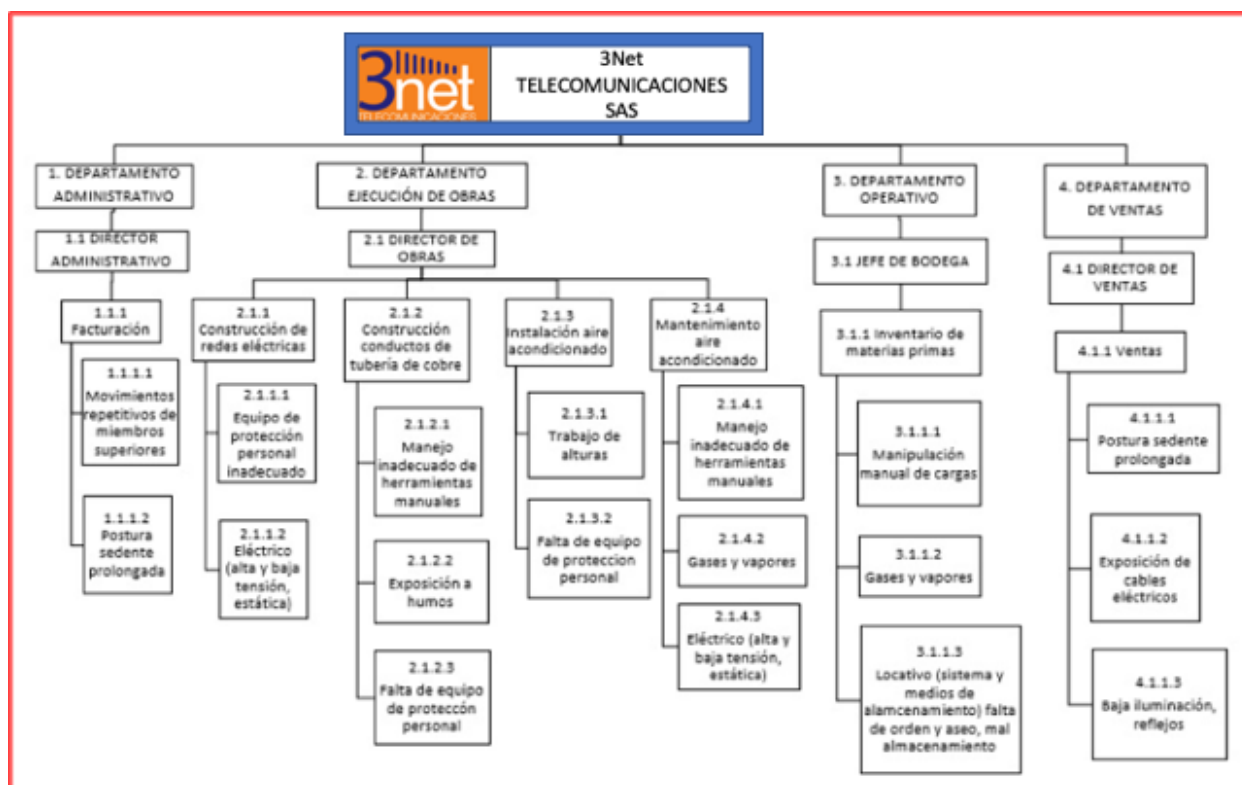 3net
TELECOMUNICACIONES
3Net
TELECOMUNICACIONES
SAS
1. DEPARTAMENTO
ADMINISTRATIVO
2. DEPARTAMENTO
EJECUCIÓN DE OBRAS
3. DEPARTAMENTO
OPERATIVO
4. DEPARTAMENTO
DE VENTAS
1.1 DIRECTOR
ADMINISTRATIVO
2.1 DIRECTOR DE
OBRAS
3.1 JEFE DE BODEGA
4.1 DIRECTOR DE
VENTAS
1.1.1
Facturación
2.1.1
Construcción de
redes eléctricas
2.1.2
Construcción
conductos de
tubería de cobre
2.1.3
Instalación aire
acondicionado
2.1.4
Mantenimiento
aire
acondicionado
3.1.1 Inventario de
materias primas
4.1.1 Ventas
1.1.1.1
Movimientos
repetitivos de
miembros
superiores
1.1.1.2
Postura
sedente
prolongada
2.1.1.1
Equipo de
protección
personal
inadecuado
2.1.1.2
Eléctrico
(alta y baja
tensión,
estática)
2.1.2.1
Manejo
inadecuado de
herramientas
manuales
2.1.2.2
Exposición a
humos
2.1.2.3
Falta de equipo
de proteccón
personal
2.1.3.1
Trabajo de
alturas
2.1.3.2
Falta de equipo
de proteccion
personal
2.1.4.1
Manejo
inadecuado de
herramientas
manuales
2.1.4.2
Gases y vapores
2.1.4.3
Eléctrico (alta y
baja tensión,
estática)
3.1.1.1
Manipulación
manual de cargas
3.1.1.2
Gases y vapores
3.1.1.3
Locativo (sistema y
medios de
alamcenamiento) falta
de orden y aseo, mal
almacenamiento
4.1.1.1
Postura sedente
prolongada
4.1.1.2
Exposición de
cables
eléctricos
4.1.1.3
Baja iluminación,
reflejos